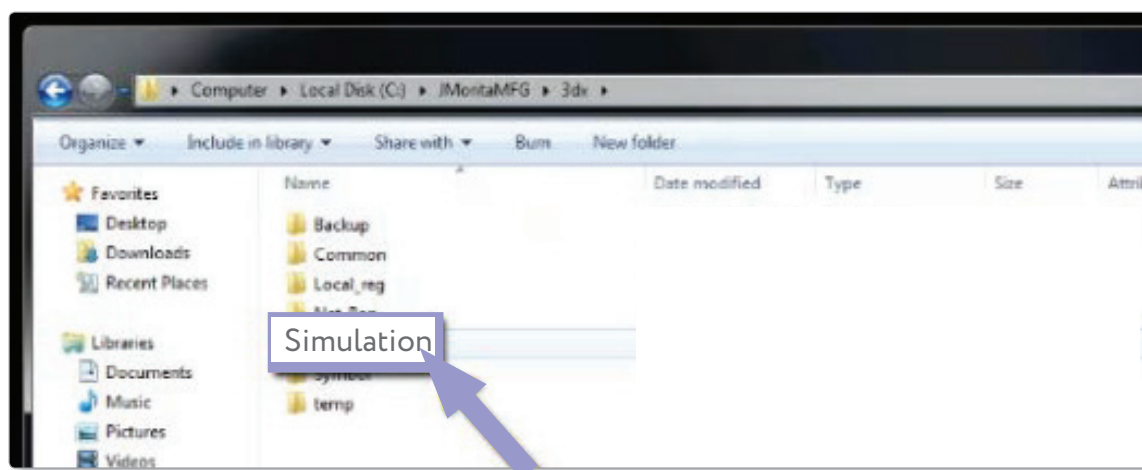 Computer ▸ Local Disk (C:) ▸ JMoritaMFG ▸ 3dx ▸
Organize Include in library Share with Burn New folder
Name Date modified Type Size
Favorites
Desktop
Downloads
Recent Places
Libraries
Documents
Music
Pictures
Videos
Backup
Common
Local_reg
Simulation
temp